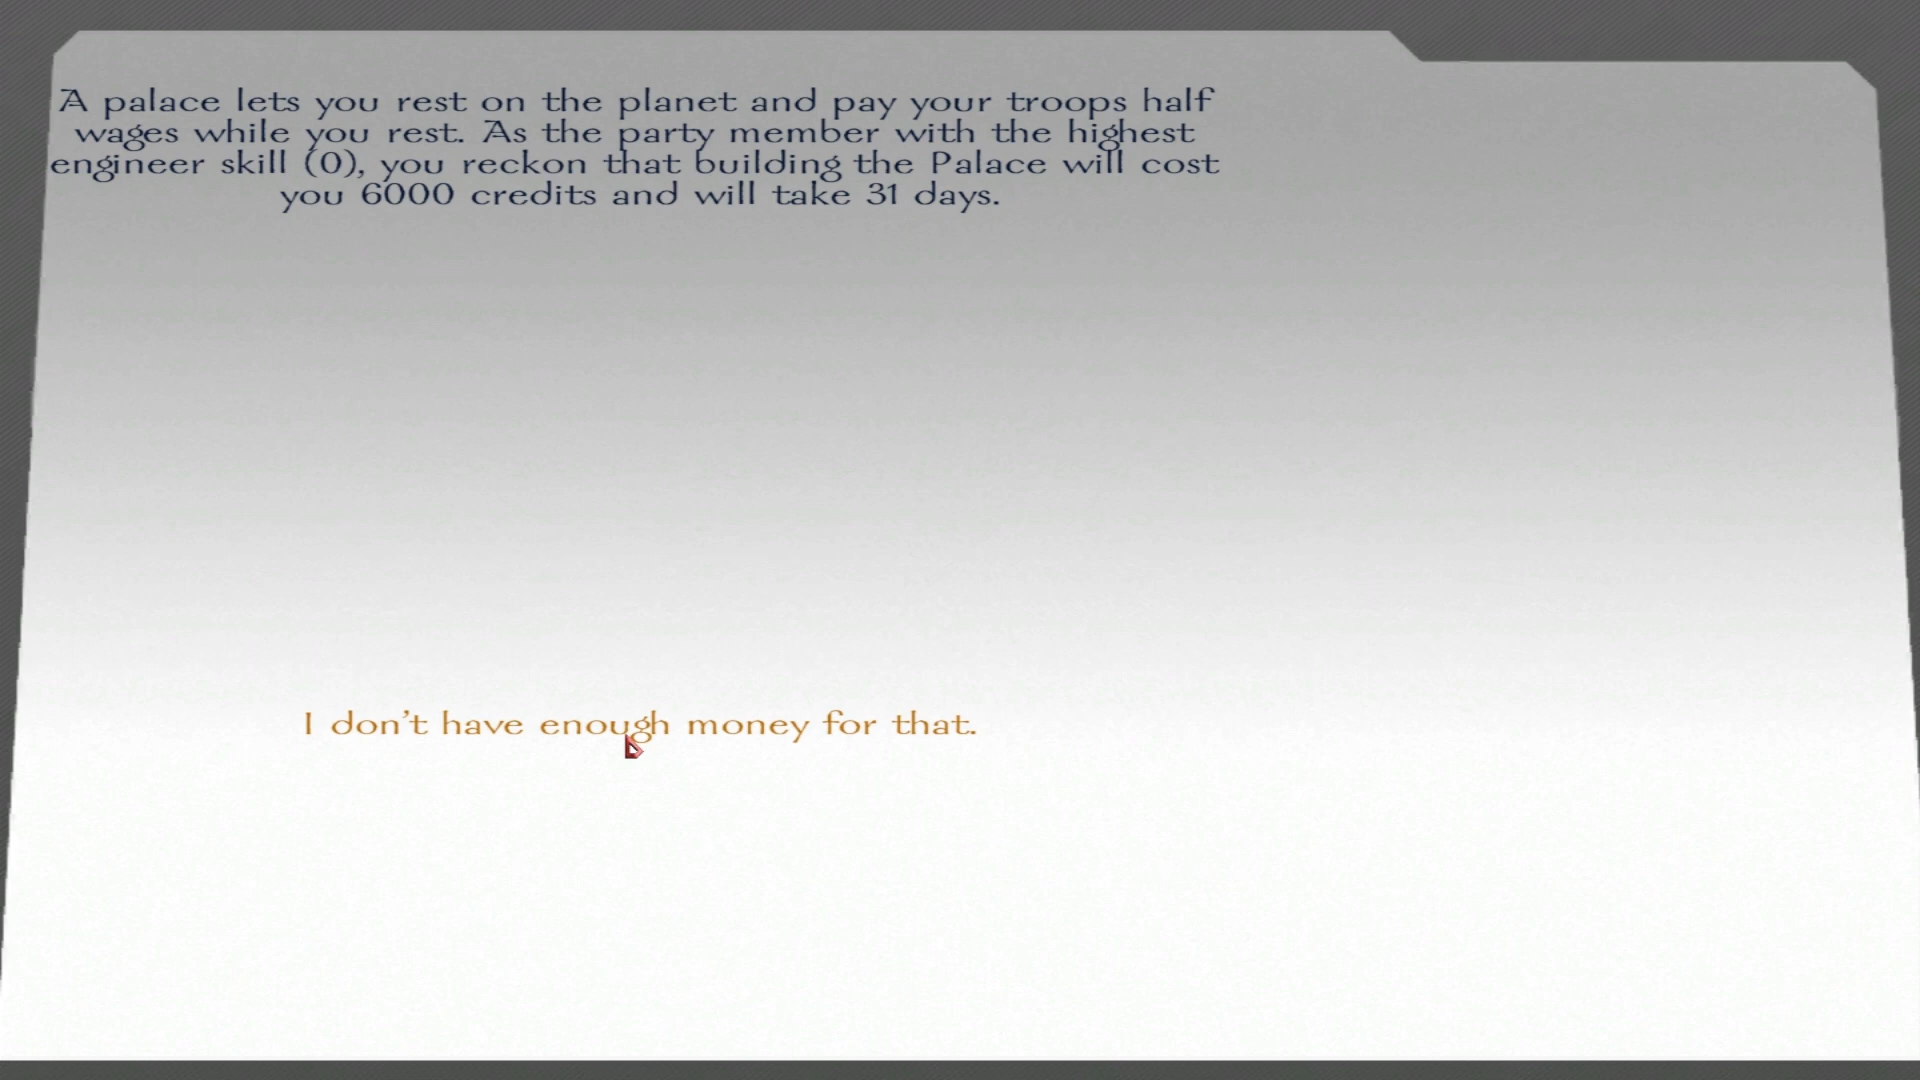 A palace lets you rest on the planet and pay your troops half
wages while you rest. As the party member with the highest
engineer skill (0), you reckon that building the Palace will cost
you 6000 credits and will take 31 days.
I don't have enough money for that.